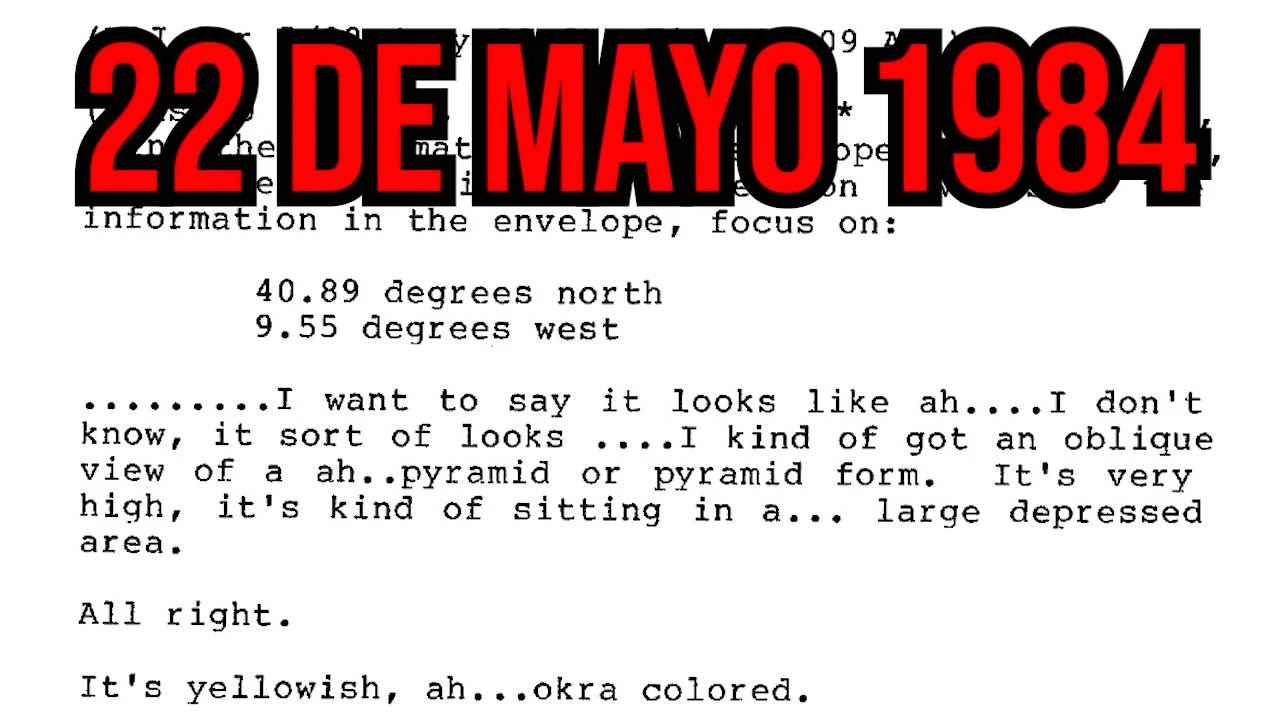 22 DE MAYO 1984
information in the envelope, focus on:
40.89 degrees north
9.55 degrees west
.........I want to say it looks like ah....I don't
know, it sort of looks ....I kind of got an oblique
view of a ah..pyramid or pyramid form. It's very
high, it's kind of sitting in a... large depressed
area.
All right.
It's yellowish, ah...okra colored.